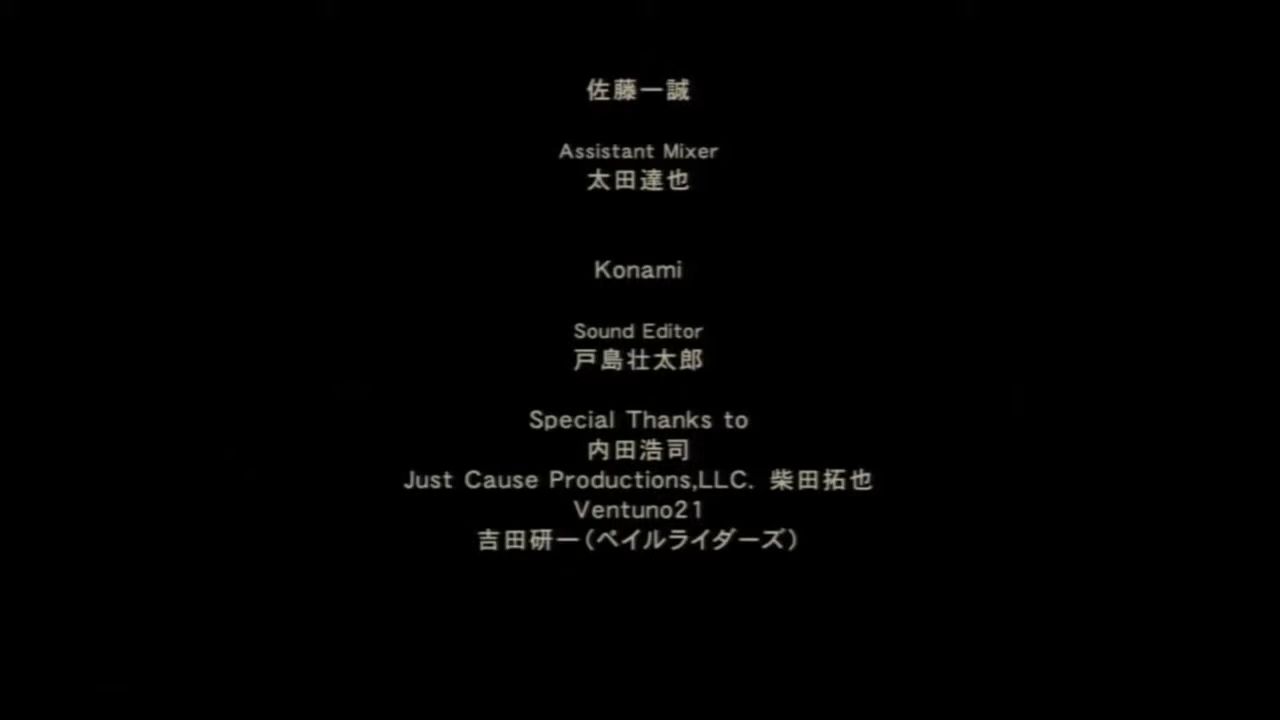 佐藤一誠
Assistant Mixer
太田達也
Konami
Sound Editor
戸島壮太郎
Special Thanks to
内田浩司
Just Cause Productions,LLC. 柴田拓也
Ventuno21
吉田研一(ペイルライダーズ)